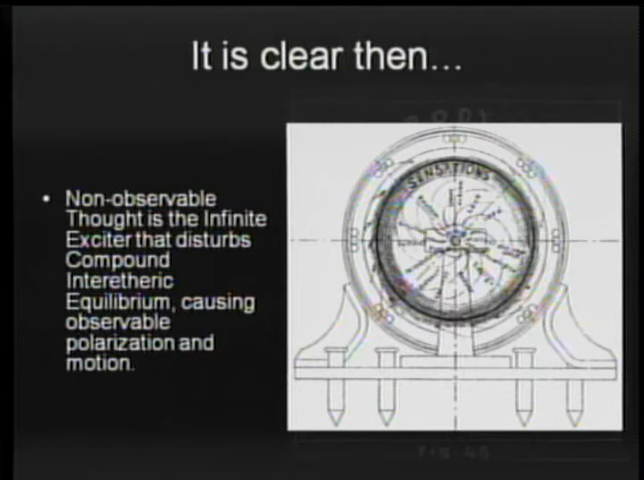 It is clear then...
• Non-observable
Thought is the Infinite
Exciter that disturbs
Compound
Interetheric
Equilibrium, causing
observable
polarization and
motion.
SENSATIONS